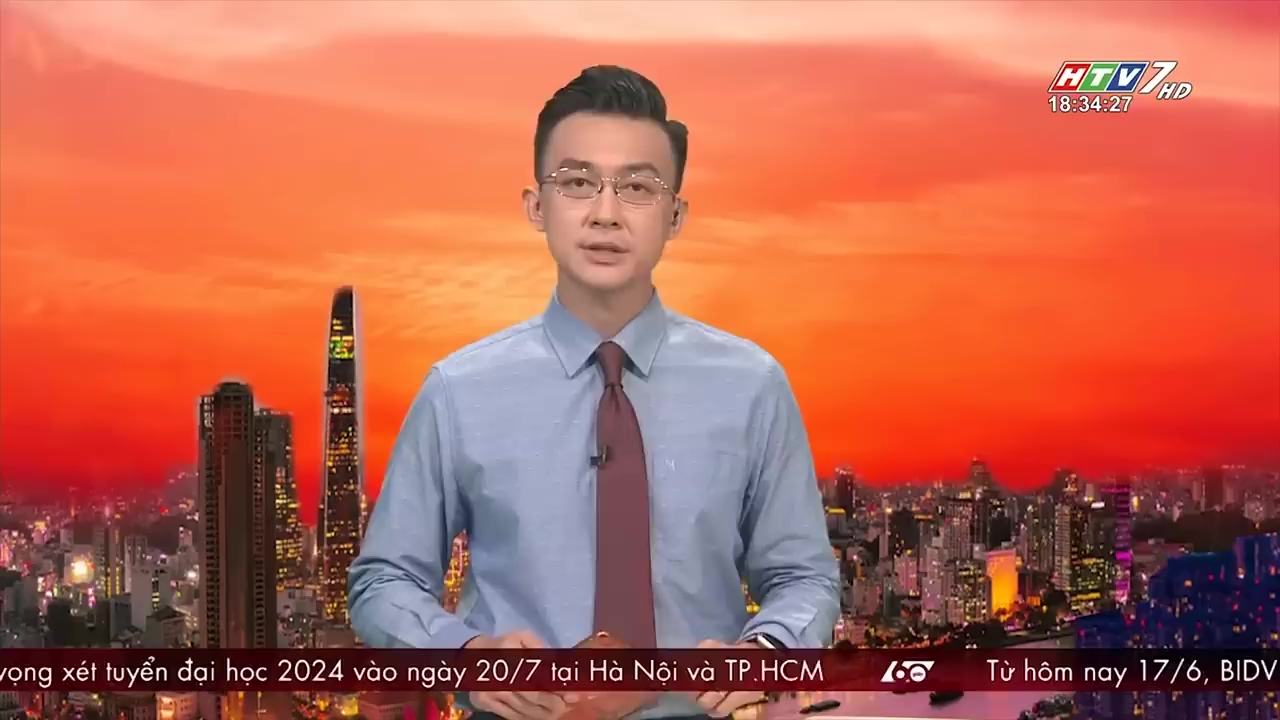 HTV7 HD
18:34:27
vọng xét tuyển đại học 2024 vào ngày 20/7 tại Hà Nội và TP.HCM 60 Từ hôm nay 17/6, BIDV